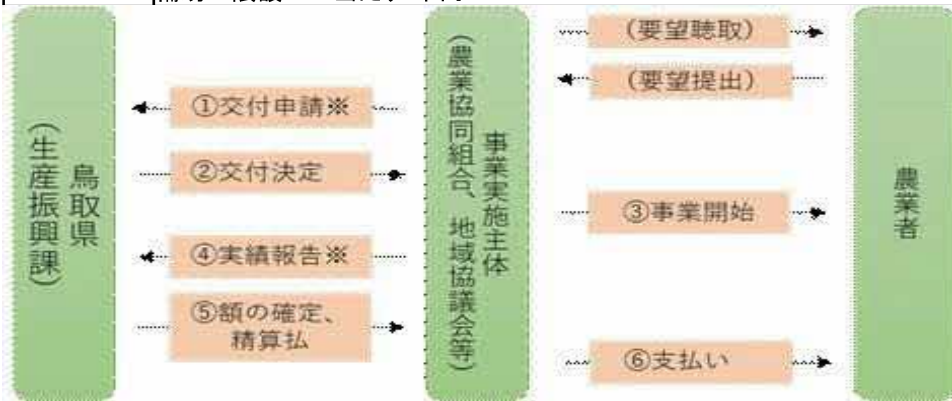 鳥取県
(生産振興課)
①交付申請※
②交付決定
④実績報告※
⑤額の確定、
精算払
事業実施主体
(農業協同組合、地域協議会等)
(要望聴取)
(要望提出)
③事業開始
⑥支払い
農業者